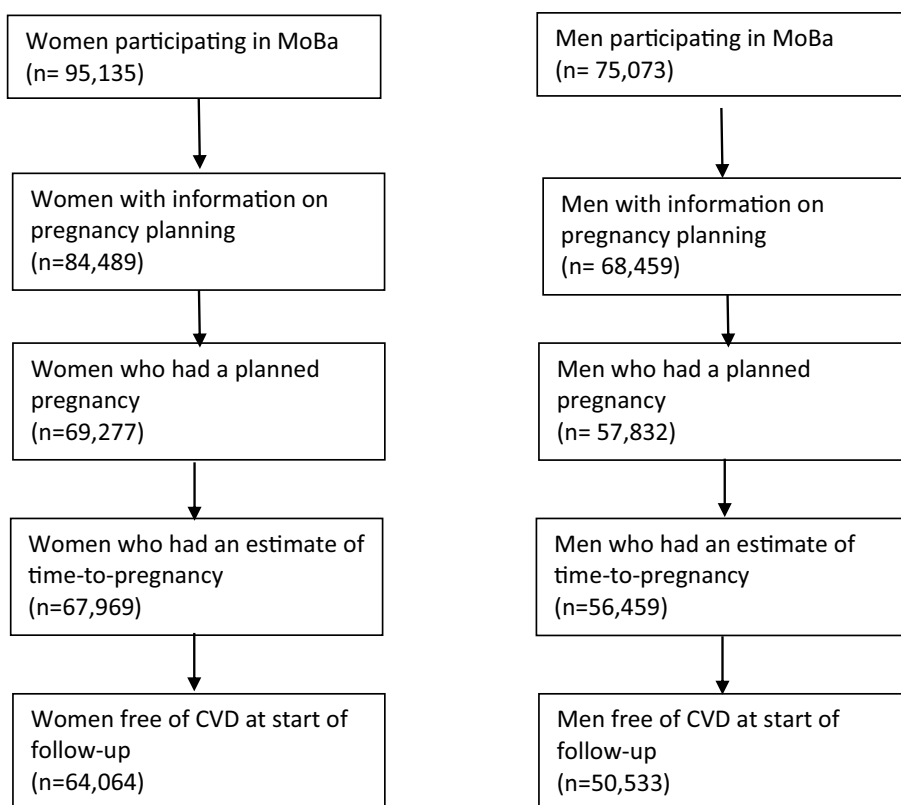 Women participating in MoBa
(n= 95,135)
Women with information on
pregnancy planning
(n=84,489)
Women who had a planned
pregnancy
(n=69,277)
Women who had an estimate of
time-to-pregnancy
(n=67,969)
Women free of CVD at start of
follow-up
(n=64,064)
Men participating in MoBa
(n= 75,073)
Men with information on
pregnancy planning
(n= 68,459)
Men who had a planned
pregnancy
(n= 57,832)
Men who had an estimate of
time-to-pregnancy
(n=56,459)
Men free of CVD at start of
follow-up
(n=50,533)